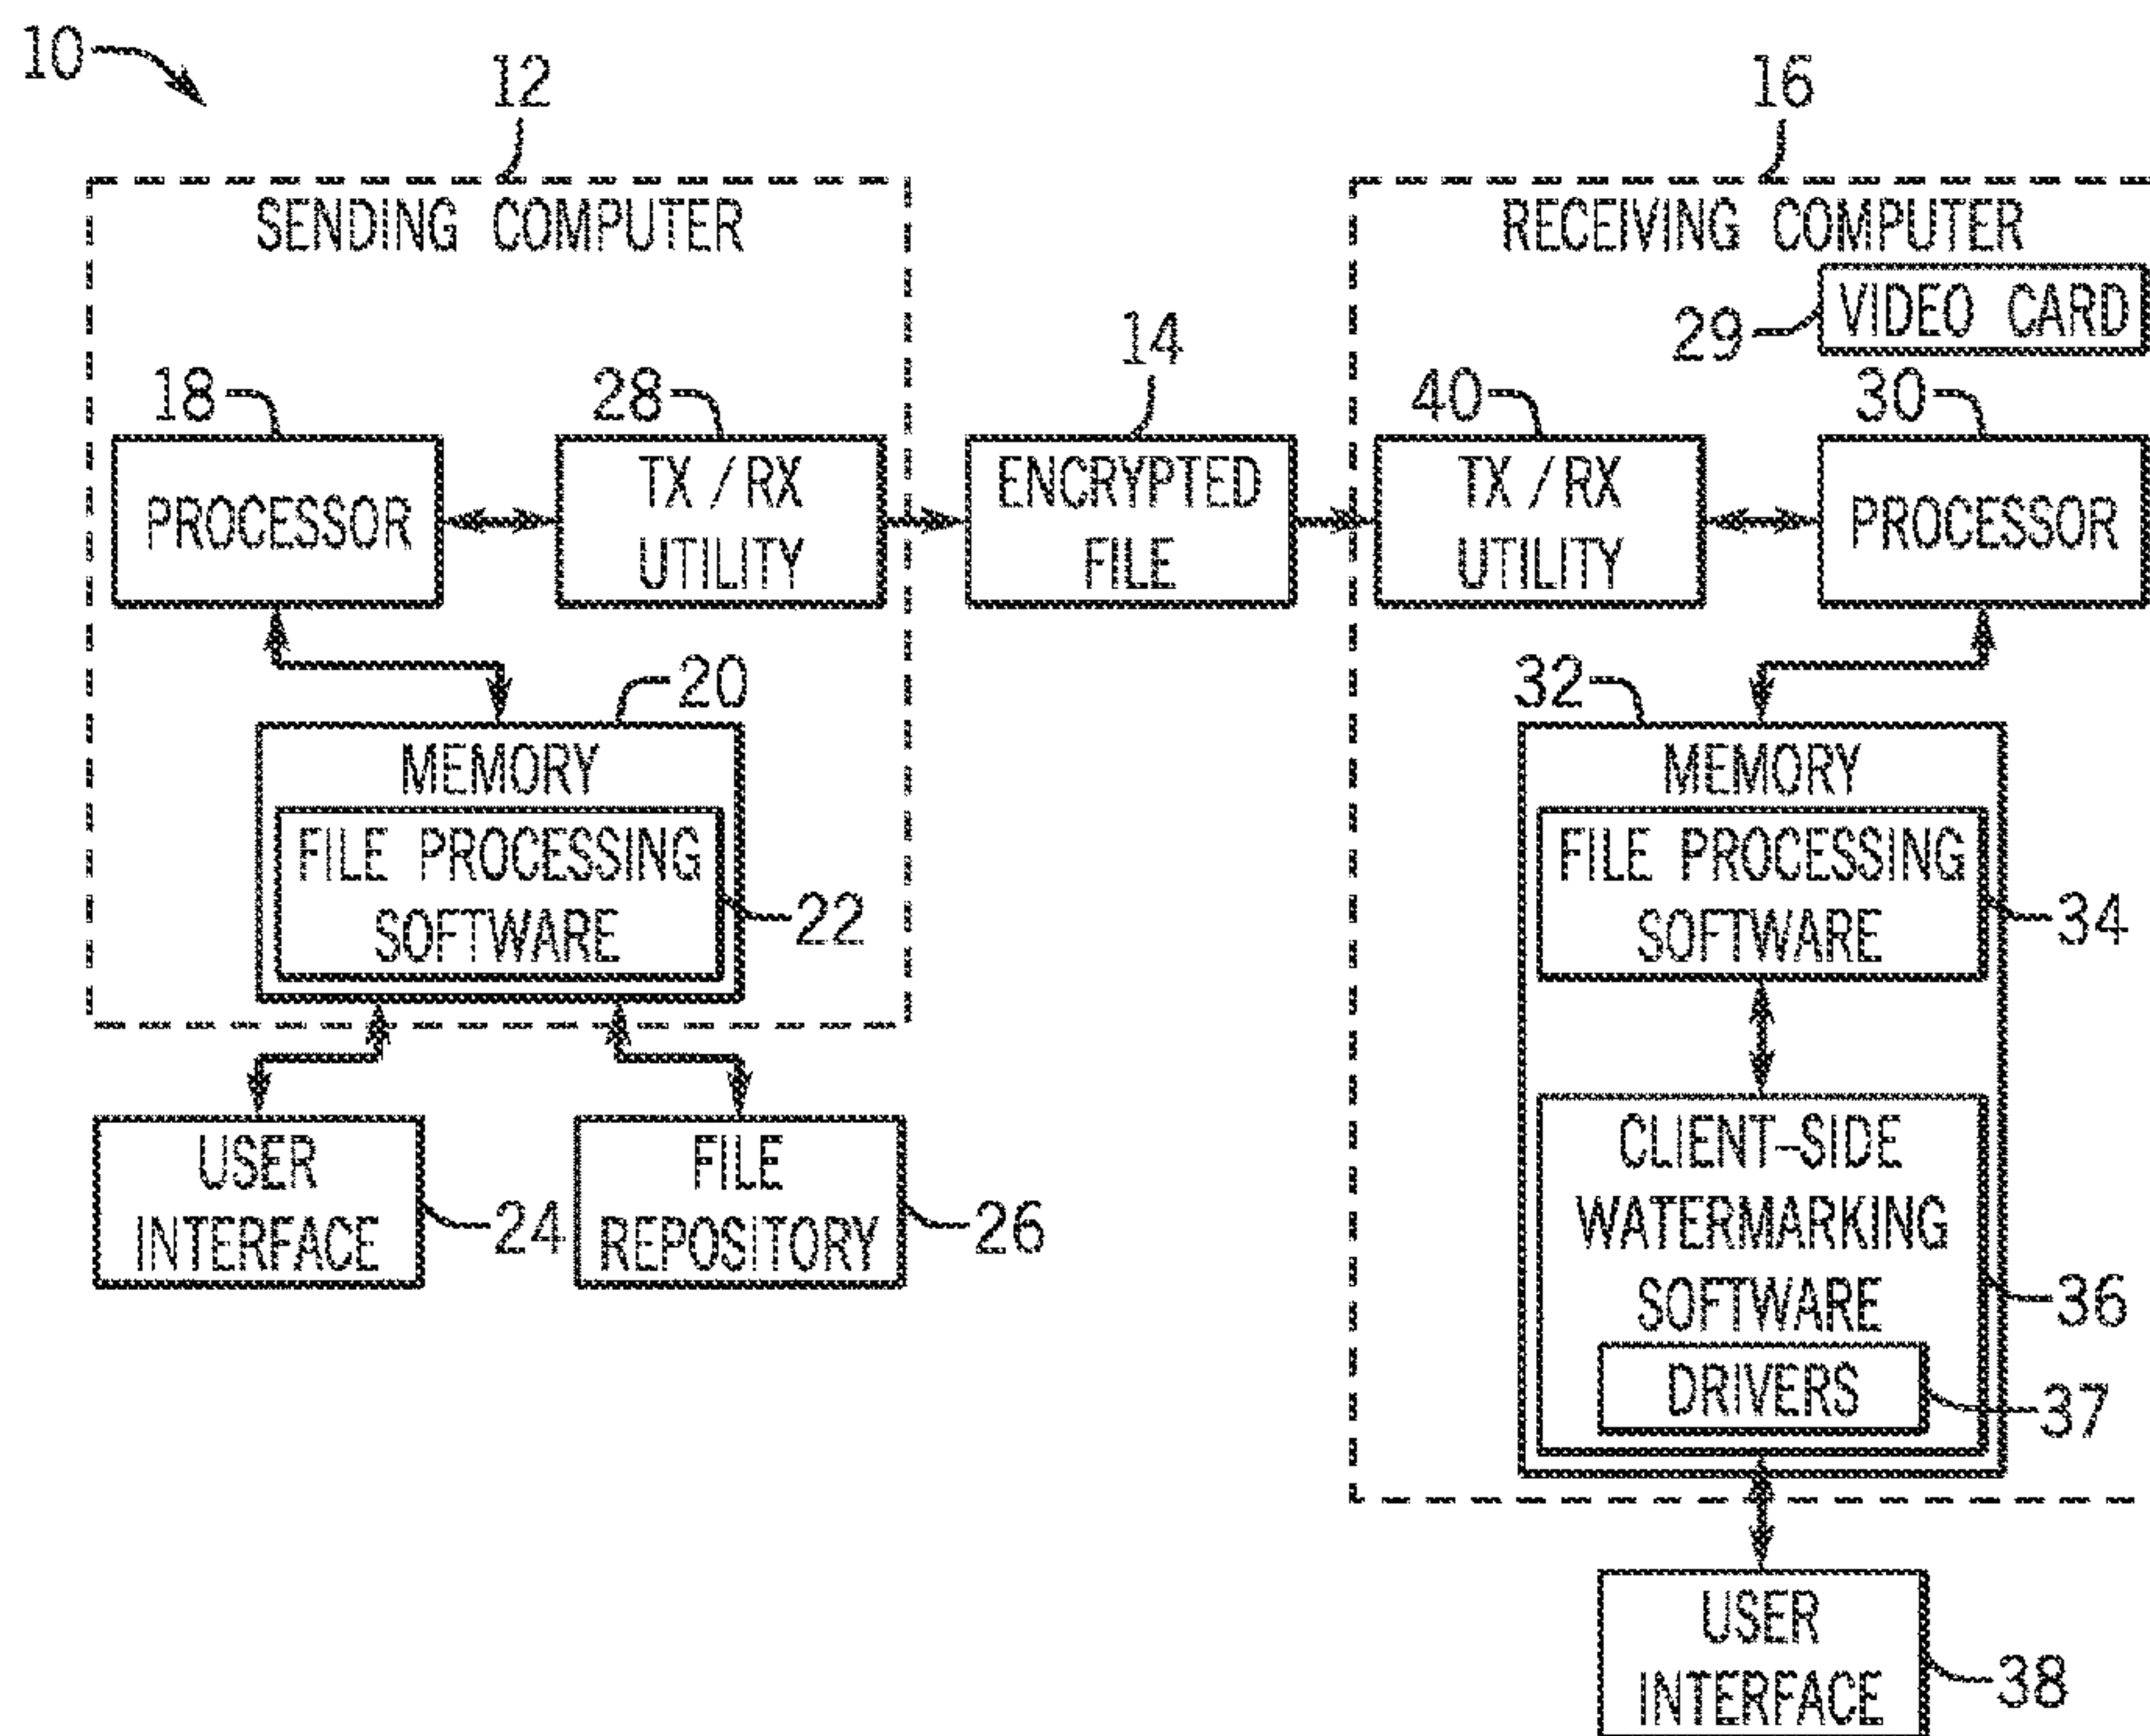 10
12
16
SENDING COMPUTER
RECEIVING COMPUTER
VIDEO CARD
29
14
18
28
40
30
PROCESSOR
TX / RX
UTILITY
ENCRYPTED
FILE
TX / RX
UTILITY
PROCESSOR
20
32
MEMORY
FILE PROCESSING
SOFTWARE
22
MEMORY
FILE PROCESSING
SOFTWARE
34
USER
INTERFACE
24
FILE
REPOSITORY
26
CLIENT-SIDE
WATERMARKING
SOFTWARE
36
DRIVERS
37
USER
INTERFACE
38